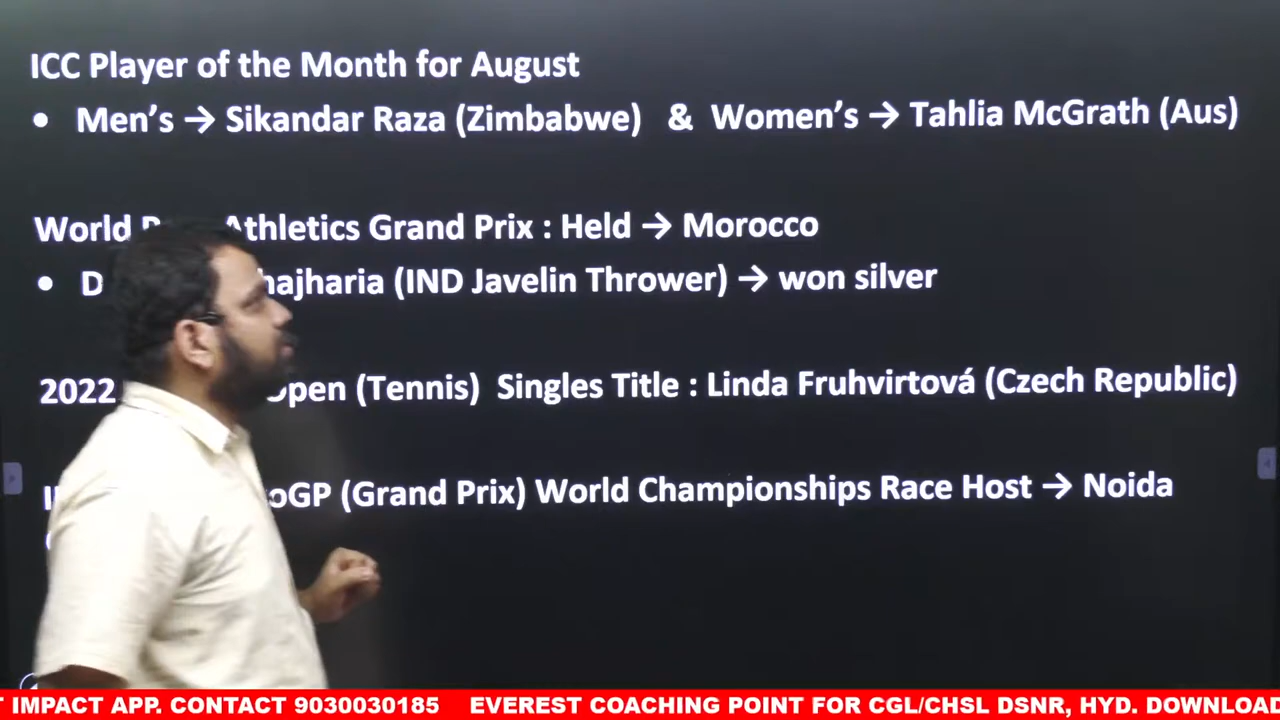 ICC Player of the Month for August
• Men's → Sikandar Raza (Zimbabwe) & Women's → Tahlia McGrath (Aus)
World Athletics Grand Prix : Held → Morocco
• (IND Javelin Thrower) → won silver
2022 Open (Tennis) Singles Title : Linda Fruhvirtová (Czech Republic)
(Grand Prix) World Championships Race Host → Noida
IMPACT APP. CONTACT 9030030185 EVEREST COACHING POINT FOR CGL/CHSL DSNR, HYD. DOWNLOAD